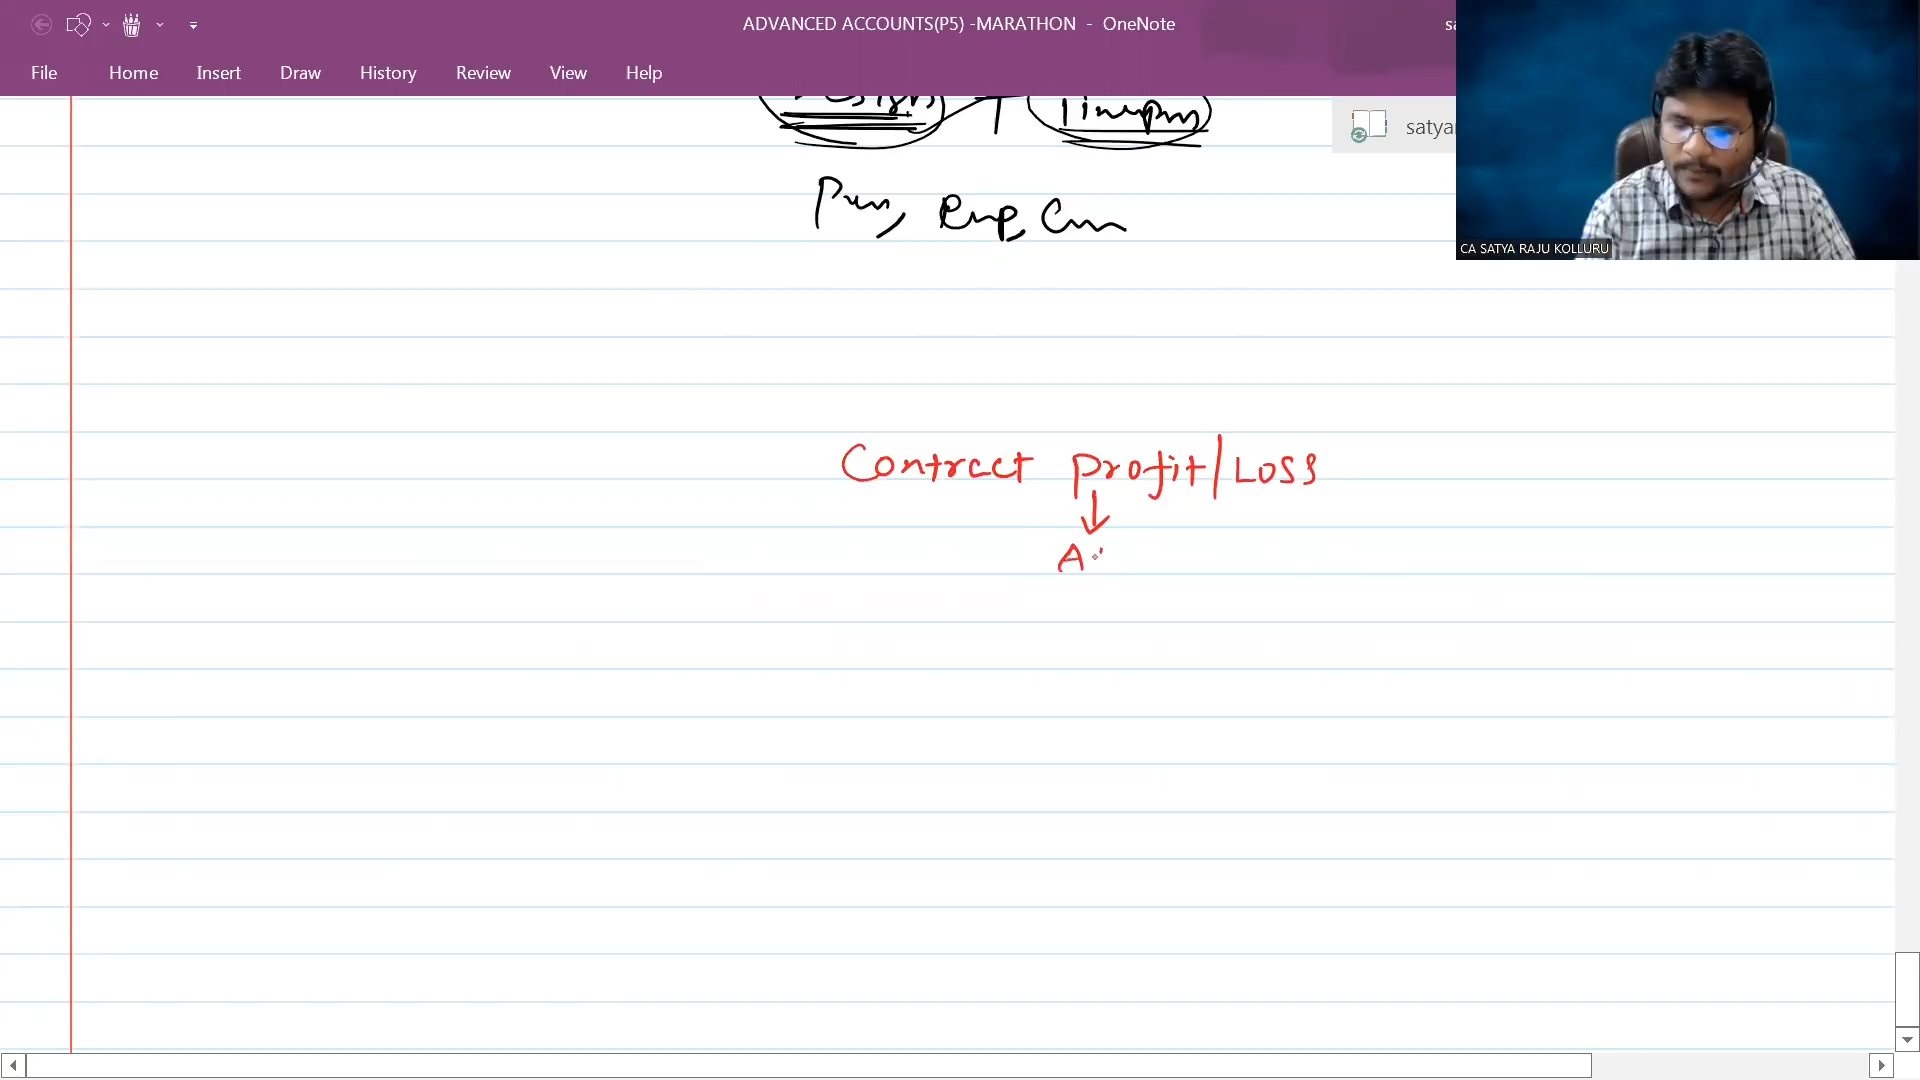 ADVANCED ACCOUNTS(P5) -MARATHON - OneNote
sa
File Home Insert Draw History Review View Help
satya
CA SATYA RAJU KOLLURU
Contract profit/Loss
A